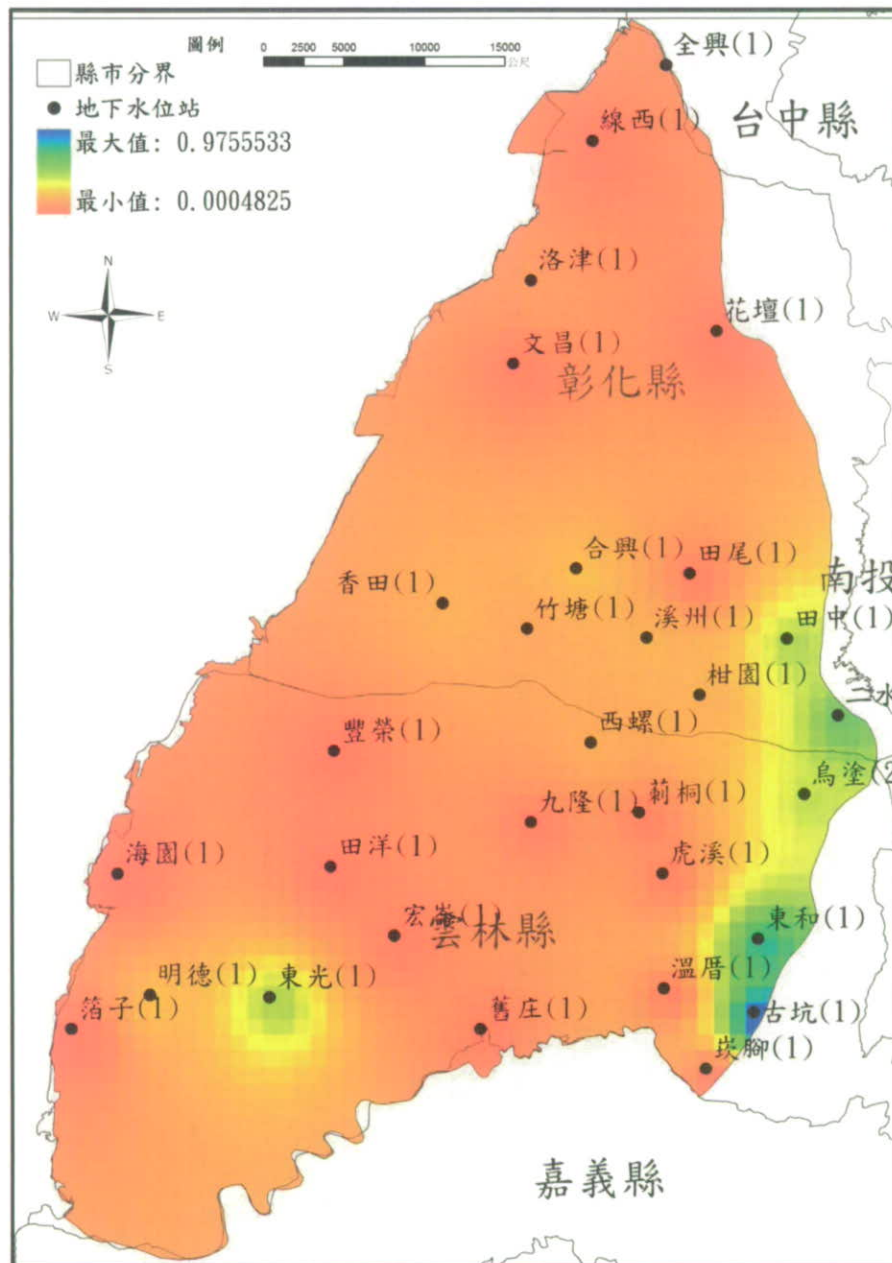 圖例
0 2500 5000 10000 15000
公尺
縣市分界
地下水位站
最大值: 0.9755533
最小值: 0.0004825
N
W E
S
全興(1)
台中縣
線西(1)
洛津(1)
花壇(1)
文昌(1)
彰化縣
合興(1)
田尾(1)
南投
香田(1)
竹塘(1)
溪州(1)
田中(1)
柑園(1)
二水
豐榮(1)
西螺(1)
烏塗(2
九隆(1)
莿桐(1)
海園(1)
田洋(1)
虎溪(1)
宏崙(1)
雲林縣
東和(1)
明德(1)
東光(1)
溫厝(1)
箔子(1)
舊庄(1)
古坑(1)
崁腳(1)
嘉義縣